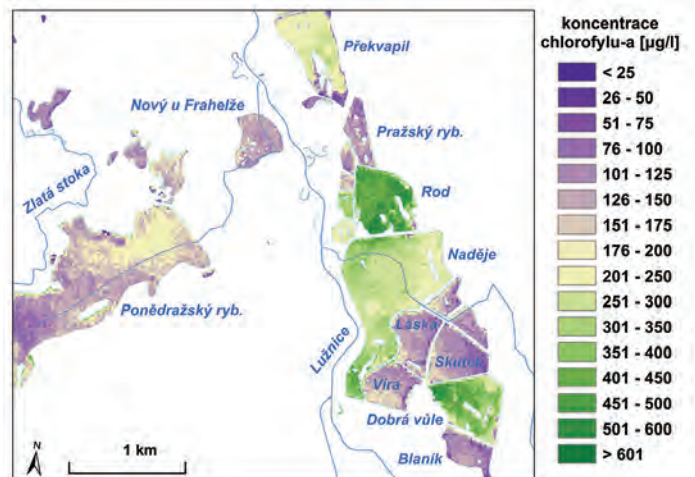 Překvapil
Nový u Frahelže
Pražský ryb.
Zlatá stoka
Rod
Naděje
Ponědražský ryb.
Lužnice
Láska
Skutek
Víra
Dobrá vůle
Blaník
N
1 km
koncentrace
chlorofylu-a [µg/l]
< 25
26 - 50
51 - 75
76 - 100
101 - 125
126 - 150
151 - 175
176 - 200
201 - 250
251 - 300
301 - 350
351 - 400
401 - 450
451 - 500
501 - 600
> 601